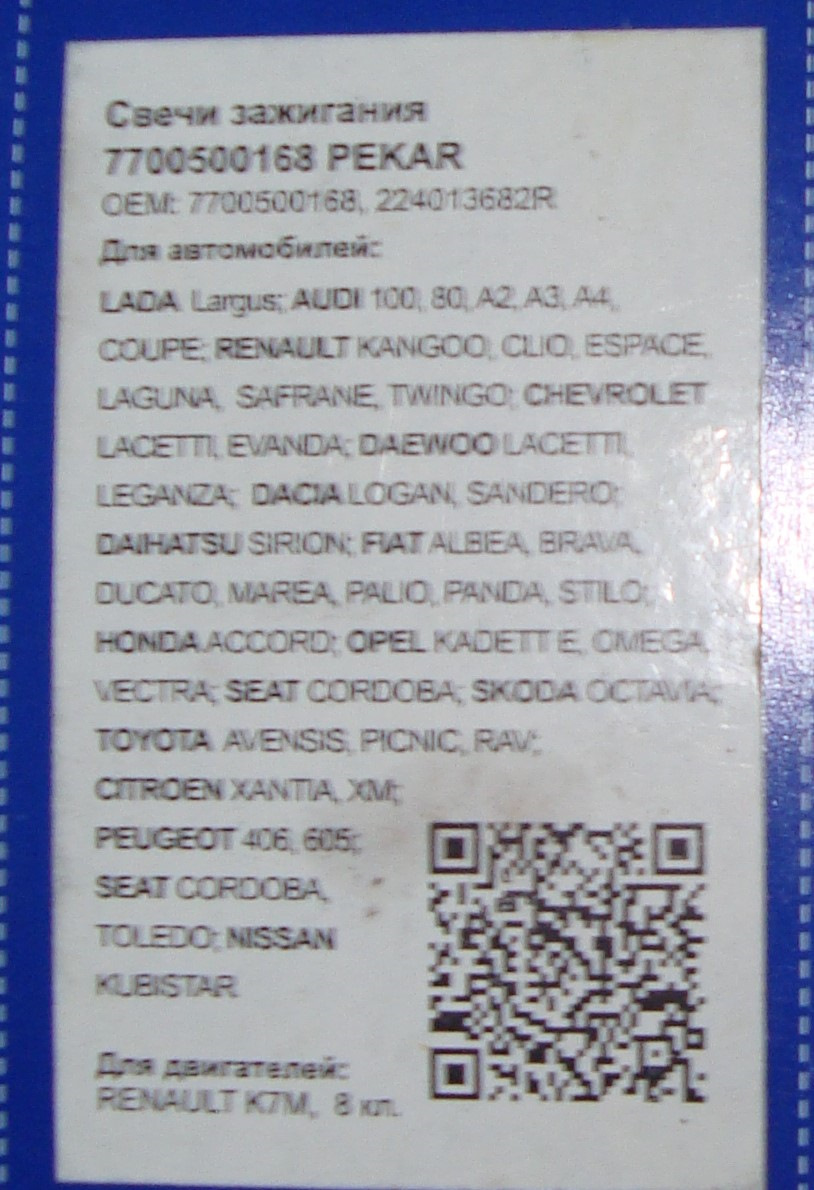 Свечи зажигания
7700500168 PEKAR
OEM: 7700500168, 224013682R
Для автомобилей:
LADA Largus; AUDI 100, 80, A2, A3, A4,
COUPE; RENAULT KANGOO, CLIO, ESPACE,
LAGUNA, SAFRANE, TWINGO; CHEVROLET
LACETTI, EVANDA; DAEWOO LACETTI,
LEGANZA; DACIA LOGAN, SANDERO;
DAIHATSU SIRION; FIAT ALBEA, BRAVA,
DUCATO, MAREA, PALIO, PANDA, STILO;
HONDA ACCORD; OPEL KADETT E, OMEGA,
VECTRA; SEAT CORDOBA; SKODA OCTAVIA;
TOYOTA AVENSIS, PICNIC, RAV;
CITROEN XANTIA, XM;
PEUGEOT 406, 605;
SEAT CORDOBA,
TOLEDO; NISSAN
KUBISTAR
Для двигателей:
RENAULT K7M, 8 кл.